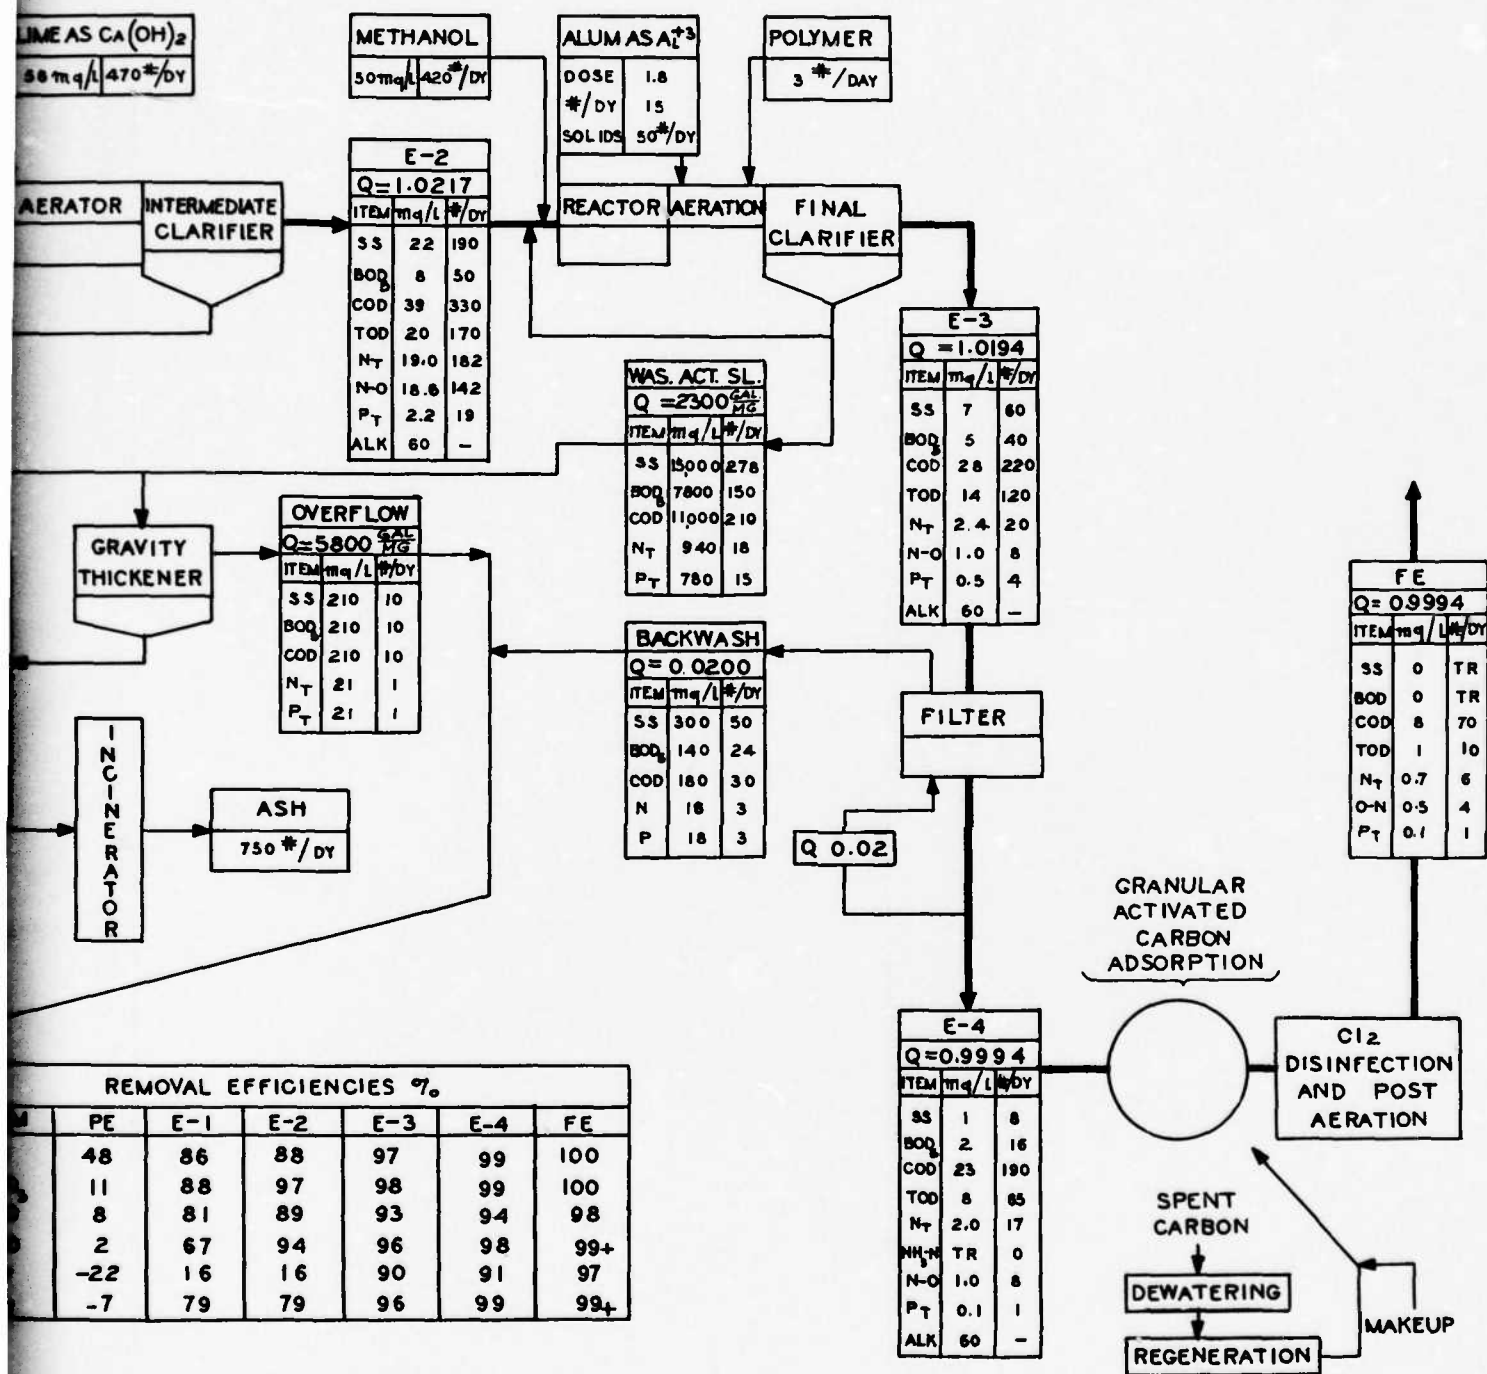 LIME AS CA(OH)2
56 mg/l 470#/DY
METHANOL
50mg/l 420#/DY
ALUM AS AL+3
DOSE 1.8
#/DY 15
SOLIDS 50#/DY
POLYMER
3 #/DAY
AERATOR
INTERMEDIATE
CLARIFIER
E-2
Q=1.0217
ITEM mg/l #/DY
SS 22 190
BOD5 8 50
COD 39 330
TOD 20 170
NT 19.0 182
N-O 18.6 142
PT 2.2 19
ALK 60 –
REACTOR
AERATION
FINAL
CLARIFIER
E-3
Q =1.0194
ITEM mg/l #/DY
SS 7 60
BOD5 5 40
COD 28 220
TOD 14 120
NT 2.4 20
N-O 1.0 8
PT 0.5 4
ALK 60 –
WAS. ACT. SL.
Q =2300 GAL/MG
ITEM mg/L #/DY
SS 15,000 278
BOD5 7800 150
COD 11,000 210
NT 940 18
PT 780 15
GRAVITY
THICKENER
OVERFLOW
Q=5800 GAL/MG
ITEM mg/L #/DY
SS 210 10
BOD5 210 10
COD 210 10
NT 21 1
PT 21 1
BACKWASH
Q= 0.0200
ITEM mg/l #/DY
SS 300 50
BOD5 140 24
COD 180 30
N 18 3
P 18 3
FILTER
Q 0.02
INCINERATOR
ASH
750 #/DY
FE
Q= 0.9994
ITEM mg/L #/DY
SS 0 TR
BOD 0 TR
COD 8 70
TOD 1 10
NT 0.7 6
O-N 0.5 4
PT 0.1 1
GRANULAR
ACTIVATED
CARBON
ADSORPTION
E-4
Q=0.9994
ITEM mg/L #/DY
SS 1 8
BOD5 2 16
COD 23 190
TOD 8 65
NT 2.0 17
NH3-N TR 0
N-O 1.0 8
PT 0.1 1
ALK 60 –
Cl2
DISINFECTION
AND POST
AERATION
SPENT
CARBON
DEWATERING
REGENERATION
MAKEUP
REMOVAL EFFICIENCIES %
M PE E-1 E-2 E-3 E-4 FE
48 86 88 97 99 100
11 88 97 98 99 100
8 81 89 93 94 98
2 67 94 96 98 99+
-22 16 16 90 91 97
-7 79 79 96 99 99+